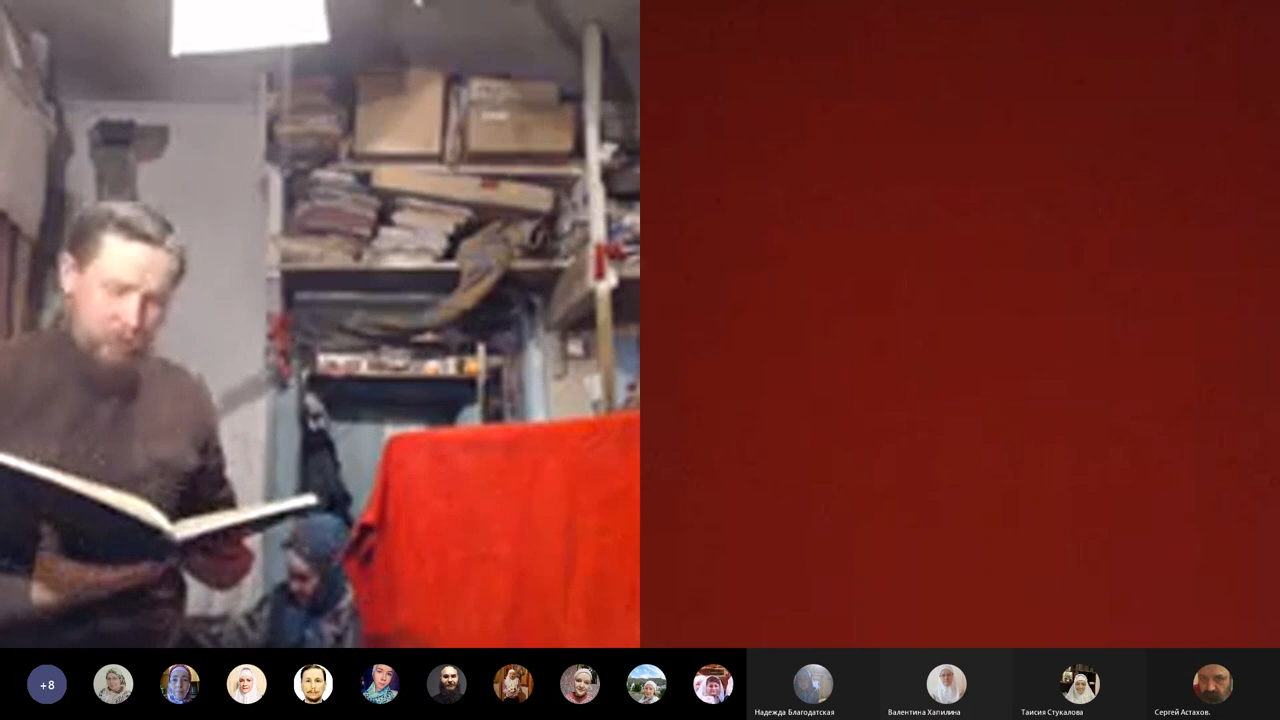 +8
Надежда Благодатская
Валентина Хапилина
Таисия Стукалова
Сергей Астахов.